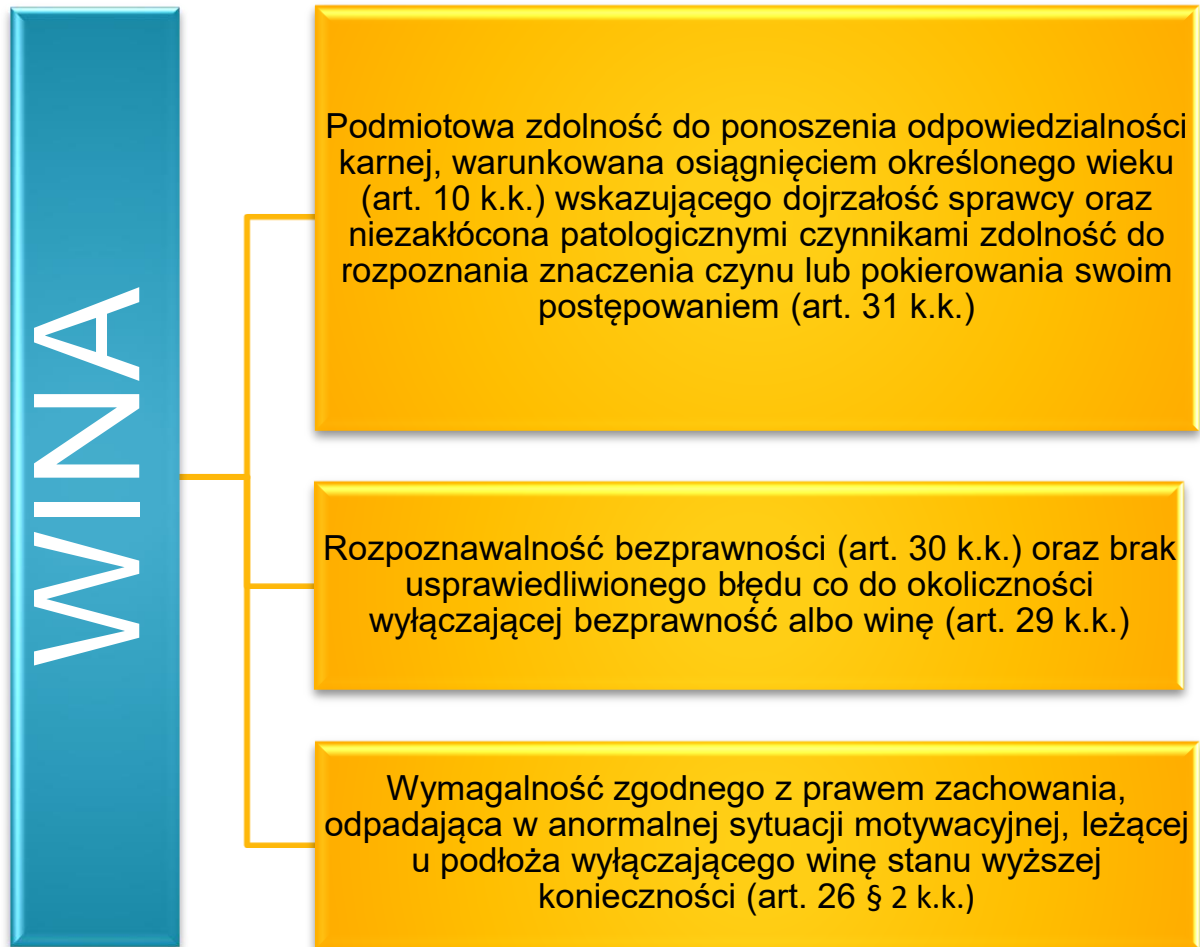 WINA
Podmiotowa zdolność do ponoszenia odpowiedzialności
karnej, warunkowana osiągnięciem określonego wieku
(art. 10 k.k.) wskazującego dojrzałość sprawcy oraz
niezakłócona patologicznymi czynnikami zdolność do
rozpoznania znaczenia czynu lub pokierowania swoim
postępowaniem (art. 31 k.k.)
Rozpoznawalność bezprawności (art. 30 k.k.) oraz brak
usprawiedliwionego błędu co do okoliczności
wyłączającej bezprawność albo winę (art. 29 k.k.)
Wymagalność zgodnego z prawem zachowania,
odpadająca w anormalnej sytuacji motywacyjnej, leżącej
u podłoża wyłączającego winę stanu wyższej
konieczności (art. 26 § 2 k.k.)